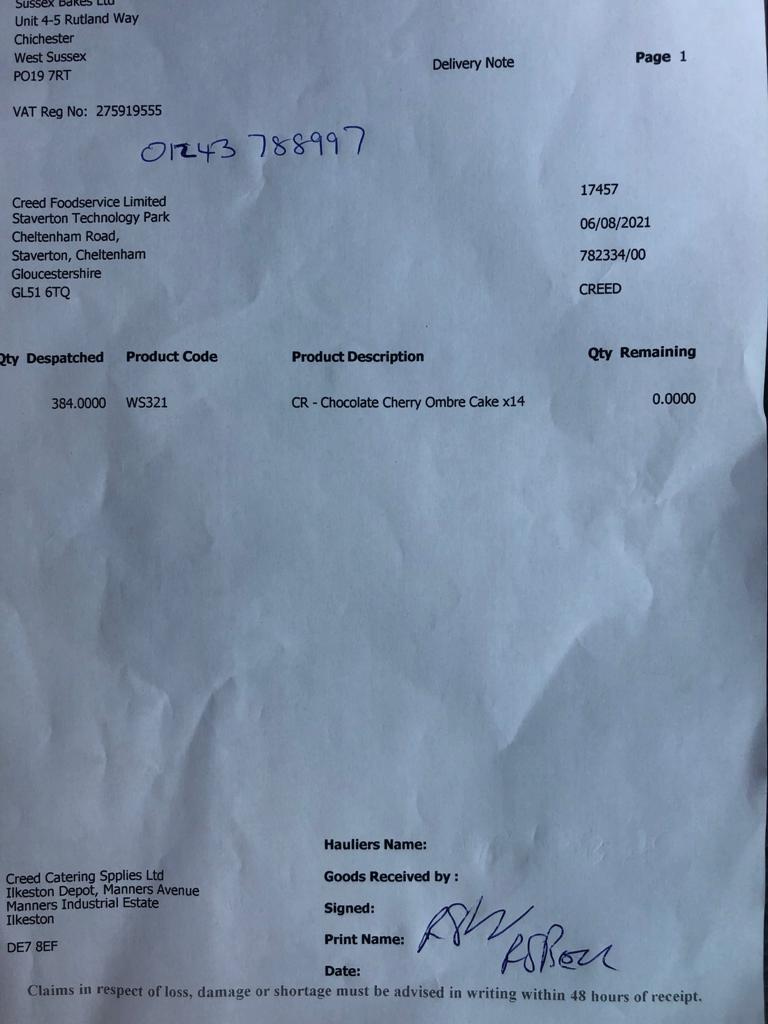 Sussex Bakes Ltd
Unit 4-5 Rutland Way
Chichester
West Sussex
PO19 7RT
Delivery Note
Page 1
VAT Reg No: 275919555
01243 788997
Creed Foodservice Limited
Staverton Technology Park
Cheltenham Road,
Staverton, Cheltenham
Gloucestershire
GL51 6TQ
17457
06/08/2021
782334/00
CREED
Qty Despatched Product Code Product Description Qty Remaining
384.0000 WS321 CR - Chocolate Cherry Ombre Cake x14 0.0000
Hauliers Name:
Goods Received by :
Signed:
Print Name:
Date:
Creed Catering Spplies Ltd
Ilkeston Depot, Manners Avenue
Manners Industrial Estate
Ilkeston
DE7 8EF
Claims in respect of loss, damage or shortage must be advised in writing within 48 hours of receipt.